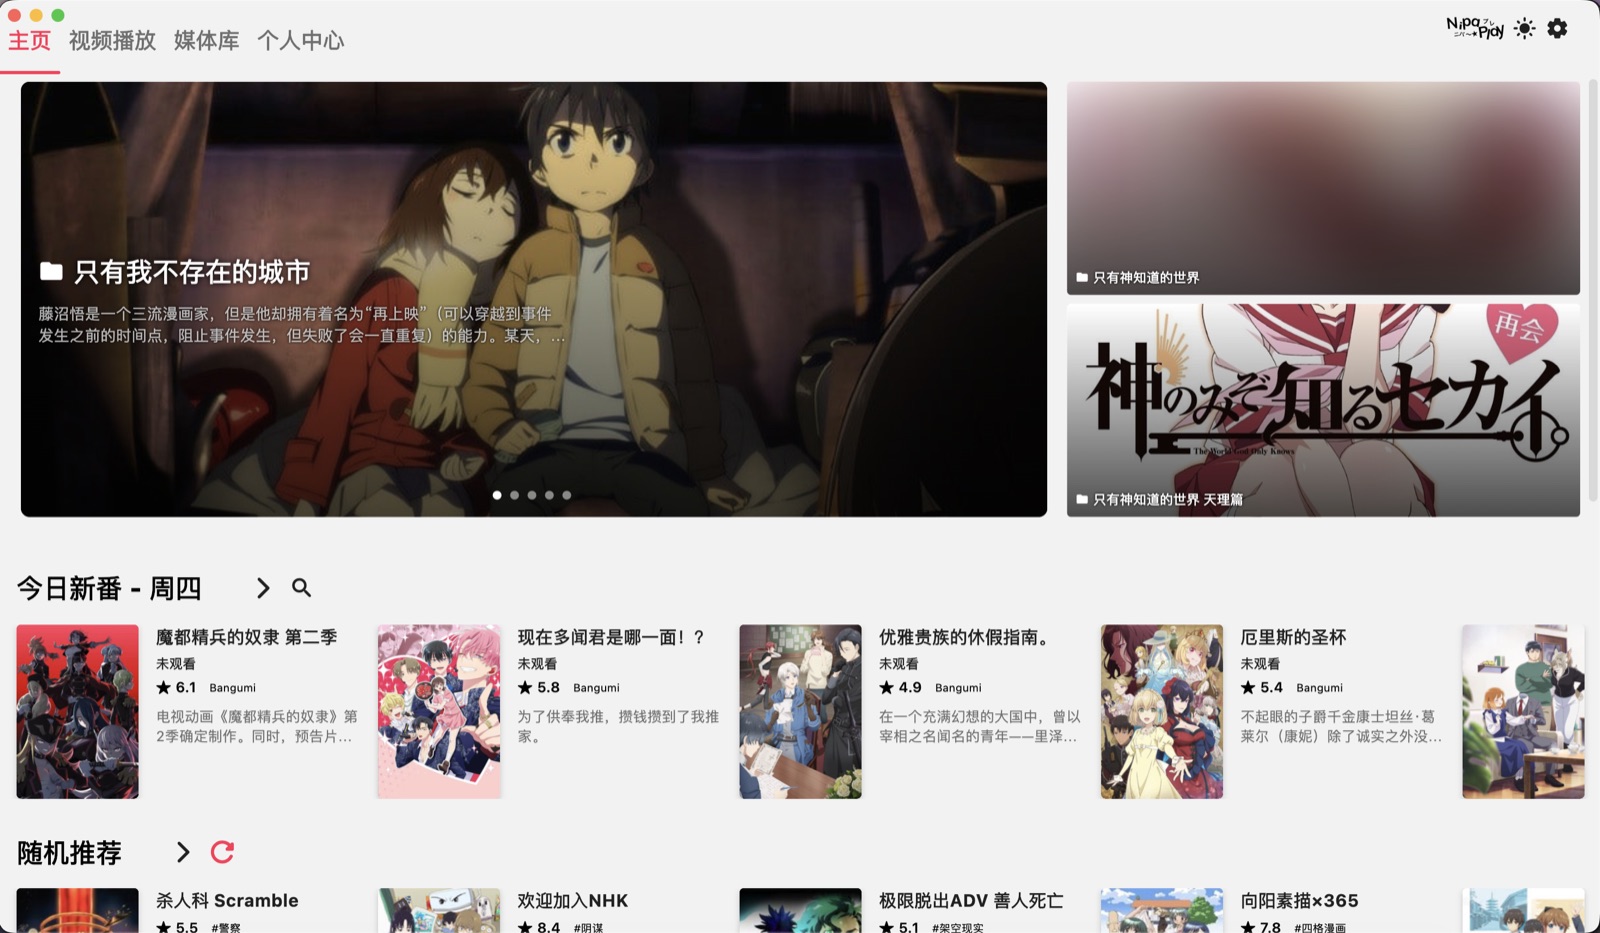 主页 视频播放 媒体库 个人中心
NipaPlay
只有我不存在的城市
藤沼悟是一个三流漫画家，但是他却拥有着名为“再上映”（可以穿越到事件
发生之前的时间点，阻止事件发生，但失败了会一直重复）的能力。某天，...
只有神知道的世界
再会
神のみぞ知るセカイ
The World God Only Knows
只有神知道的世界 天理篇
今日新番 - 周四
魔都精兵的奴隶 第二季
未观看
6.1 Bangumi
电视动画《魔都精兵的奴隶》第
2季确定制作。同时，预告片...
现在多闻君是哪一面！？
未观看
5.8 Bangumi
为了供奉我推，攒钱攒到了我推
家。
优雅贵族的休假指南。
未观看
4.9 Bangumi
在一个充满幻想的大国中，曾以
宰相之名闻名的青年——里泽...
厄里斯的圣杯
未观看
5.4 Bangumi
不起眼的子爵千金康士坦丝·葛
莱尔（康妮）除了诚实之外没...
随机推荐
杀人科 Scramble
5.5 #警察
欢迎加入NHK
8.4 #阴谋
极限脱出ADV 善人死亡
5.1 #架空现实
向阳素描×365
7.8 #四格漫画